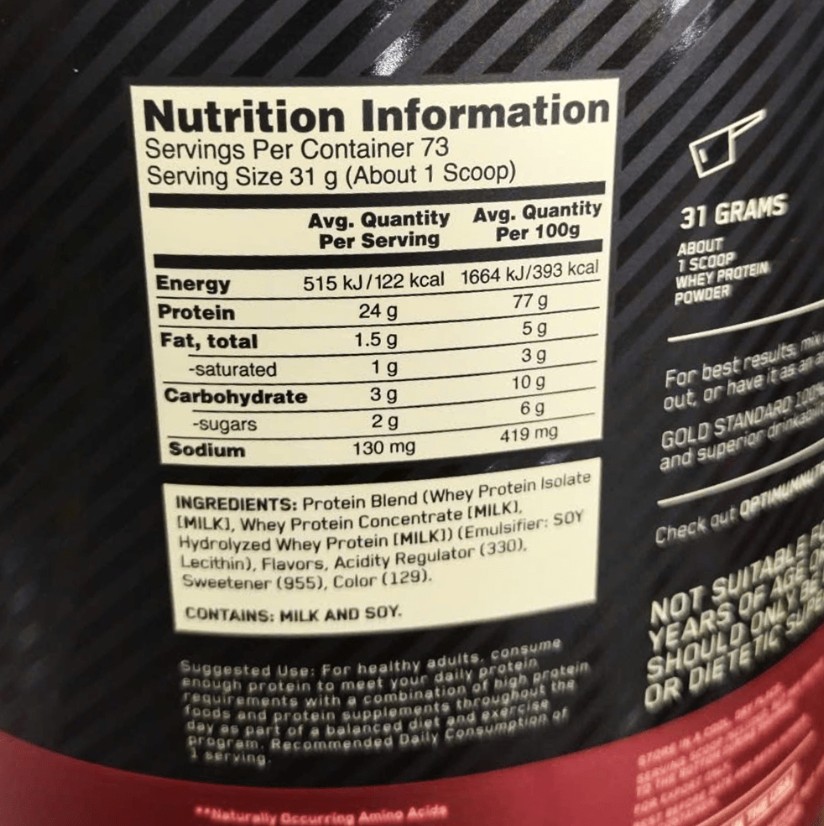 Nutrition Information
Servings Per Container 73
Serving Size 31 g (About 1 Scoop)
Avg. Quantity Per Serving Avg. Quantity Per 100g
Energy 515 kJ/122 kcal 1664 kJ/393 kcal
Protein 24 g 77 g
Fat, total 1.5 g 5 g
-saturated 1 g 3 g
Carbohydrate 3 g 10 g
-sugars 2 g 6 g
Sodium 130 mg 419 mg
INGREDIENTS: Protein Blend (Whey Protein Isolate
[MILK], Whey Protein Concentrate [MILK],
Hydrolyzed Whey Protein [MILK]) (Emulsifier: SOY
Lecithin), Flavors, Acidity Regulator (330),
Sweetener (955), Color (129).
CONTAINS: MILK AND SOY.
Suggested Use: For healthy adults, consume
enough protein to meet your daily protein
requirements with a combination of high protein
foods and protein supplements throughout the
day as part of a balanced diet and exercise
program. Recommended Daily Consumption of
1 serving.
**Naturally Occurring Amino Acids
31 GRAMS
ABOUT
1 SCOOP
WHEY PROTEIN
POWDER
For best results,
out, or have it as an
GOLD STANDARD 100%
and superior
Check out
NOT SUITABLE
YEARS OF AGE
SHOULD ONLY BE
OR DIETETIC